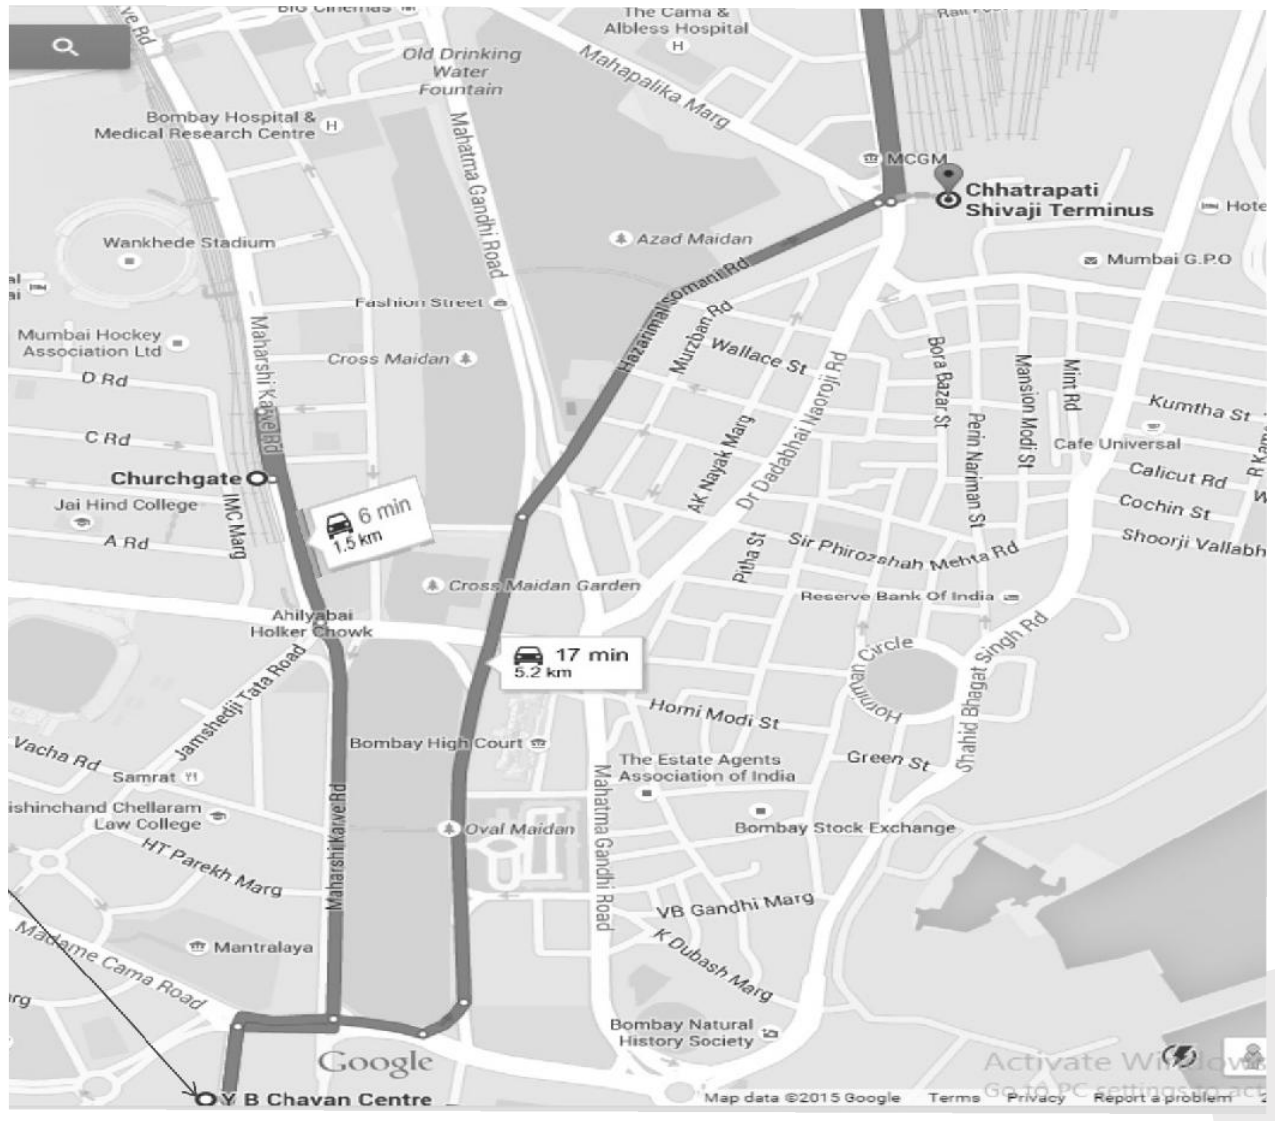 ve Rd
BIG Cinemas
The Cama &
Albless Hospital
Old Drinking
Water
Fountain
Mahapalika Marg
Bombay Hospital &
Medical Research Centre
Mahatma Gandhi Road
MCGM
Chhatrapati
Shivaji Terminus
Hote
Wankhede Stadium
Azad Maidan
Mumbai G.P.O
al
ai
Fashion Street
Hazarimal Somani Rd
Murzban Rd
Mumbai Hockey
Association Ltd
Maharshi Karve Rd
Cross Maidan
Wallace St
Dr Dadabhai Naoroji Rd
Bora Bazar St
Mansion Modi St
Mint Rd
D Rd
Kumtha St
C Rd
AK Nayak Marg
Perin Nariman St
Cafe Universal
Churchgate
Calicut Rd
Jai Hind College
IMC Marg
6 min
1.5 km
Cochin St
A Rd
Pitha St
Sir Phirozshah Mehta Rd
Shoorji Vallabh
Cross Maidan Garden
Reserve Bank Of India
Ahilyabai
Holker Chowk
17 min
5.2 km
Horniman Circle
Shahid Bhagat Singh Rd
Jamshedji Tata Road
Homi Modi St
Vacha Rd
Bombay High Court
Samrat
The Estate Agents
Association of India
Green St
ishinchand Chellaram
Law College
Maharshi Karve Rd
Oval Maidan
Mahatma Gandhi Road
Bombay Stock Exchange
HT Parekh Marg
VB Gandhi Marg
K Dubash Marg
Mantralaya
Madame Cama Road
arg
Bombay Natural
History Society
Google
Activate Windows
Go to PC settings to act
Y B Chavan Centre
Map data ©2015 Google
Terms
Privacy
Report a problem